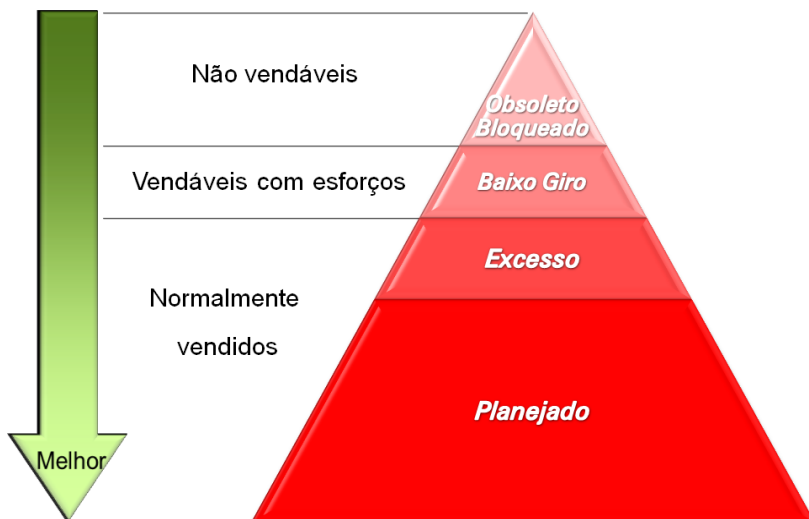 Não vendáveis
Obsoleto
Bloqueado
Vendáveis com esforços
Baixo Giro
Excesso
Normalmente
vendidos
Planejado
Melhor